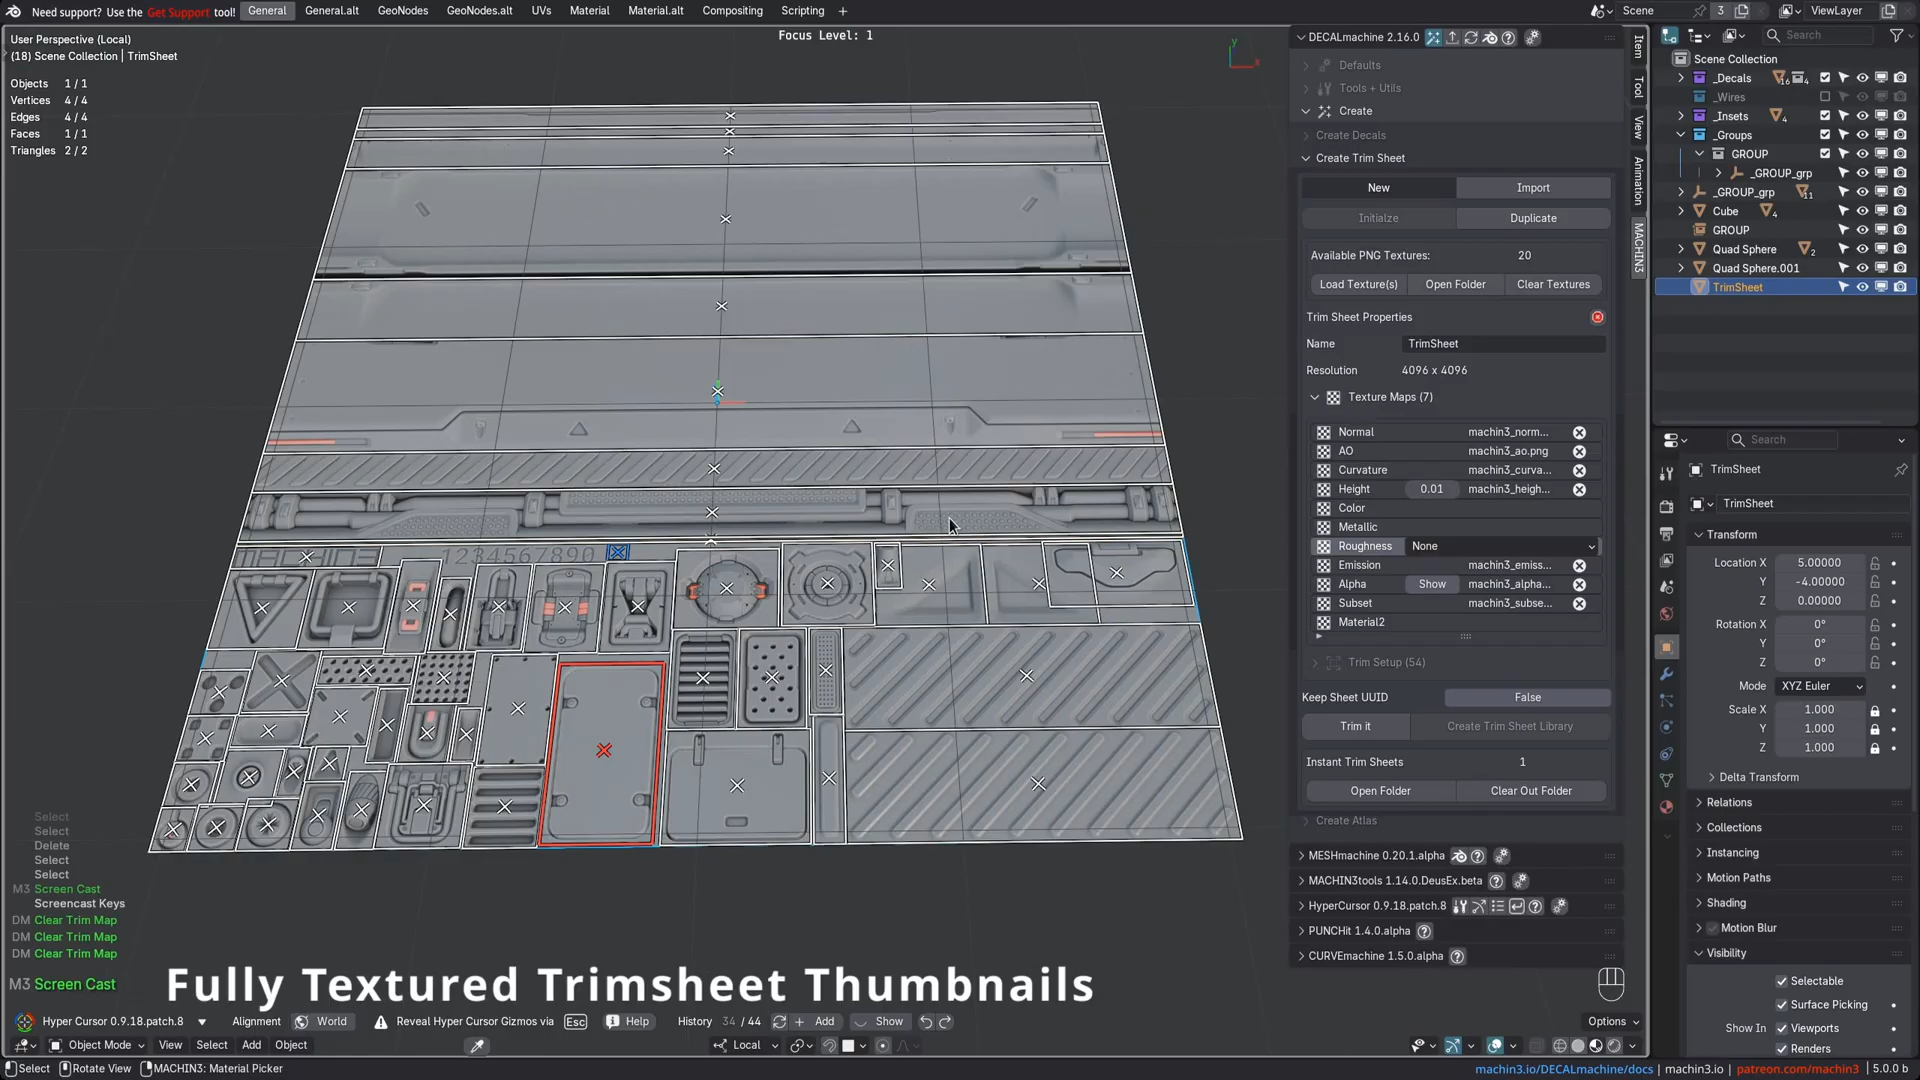 Need support? Use the Get Support tool!
General
General.alt
GeoNodes
GeoNodes.alt
UVs
Material
Material.alt
Compositing
Scripting
Scene
3
ViewLayer
User Perspective (Local)
(18) Scene Collection | TrimSheet
Focus Level: 1
Objects 1 / 1
Vertices 4 / 4
Edges 4 / 4
Faces 1 / 1
Triangles 2 / 2
1234567890
Select
Select
Delete
Select
Select
M3 Screen Cast
Screencast Keys
DM Clear Trim Map
DM Clear Trim Map
DM Clear Trim Map
M3 Screen Cast
Fully Textured Trimsheet Thumbnails
DECALmachine 2.16.0
Defaults
Tools + Utils
Create
Create Decals
Create Trim Sheet
New
Import
Initialze
Duplicate
Available PNG Textures: 20
Load Texture(s)
Open Folder
Clear Textures
Trim Sheet Properties
Name TrimSheet
Resolution 4096 x 4096
Texture Maps (7)
Normal machin3_norm...
AO machin3_ao.png
Curvature machin3_curva...
Height 0.01 machin3_heigh...
Color
Metallic
Roughness None
Emission machin3_emiss...
Alpha Show machin3_alpha...
Subset machin3_subse...
Material2
Trim Setup (54)
Keep Sheet UUID False
Trim it
Create Trim Sheet Library
Instant Trim Sheets 1
Open Folder
Clear Out Folder
Create Atlas
MESHmachine 0.20.1.alpha
MACHIN3tools 1.14.0.DeusEx.beta
HyperCursor 0.9.18.patch.8
PUNCHit 1.4.0.alpha
CURVEmachine 1.5.0.alpha
Item
Tool
View
Animation
MACHIN3
Search
Scene Collection
_Decals 16 4
_Wires
_Insets 4
_Groups
GROUP
_GROUP_grp
_GROUP_grp 11
Cube 4
GROUP
Quad Sphere 2
Quad Sphere.001
TrimSheet
Search
TrimSheet
TrimSheet
Transform
Location X 5.00000
Y -4.00000
Z 0.00000
Rotation X 0°
Y 0°
Z 0°
Mode XYZ Euler
Scale X 1.000
Y 1.000
Z 1.000
Delta Transform
Relations
Collections
Instancing
Motion Paths
Shading
Motion Blur
Visibility
Selectable
Surface Picking
Show In Viewports
Renders
Hyper Cursor 0.9.18.patch.8
Alignment World
Reveal Hyper Cursor Gizmos via Esc
Help
History 34 / 44
Add
Show
Options
Object Mode
View
Select
Add
Object
Local
Select
Rotate View
MACHIN3: Material Picker
machin3.io/DECALmachine/docs | machin3.io | patreon.com/machin3 | 5.0.0 b